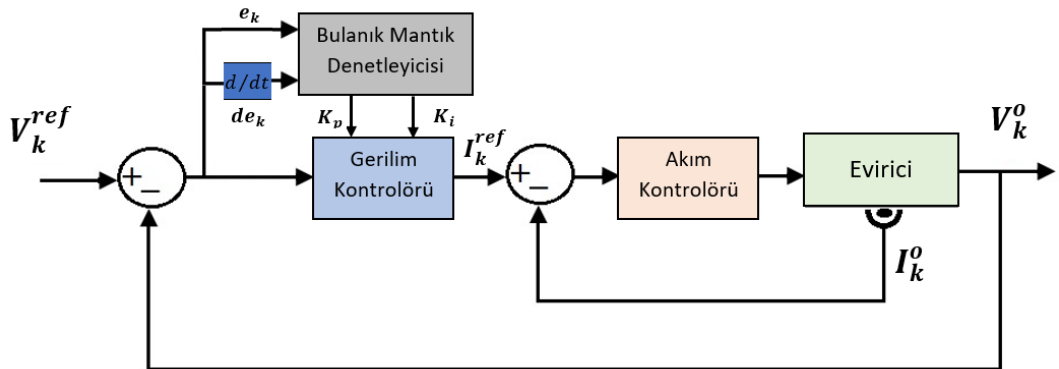 e_k
Bulanık Mantık
Denetleyicisi
d/dt
de_k
K_p
K_i
V_k^{ref}
+
−
Gerilim
Kontrolörü
I_k^{ref}
+
−
Akım
Kontrolörü
Evirici
V_k^o
I_k^o